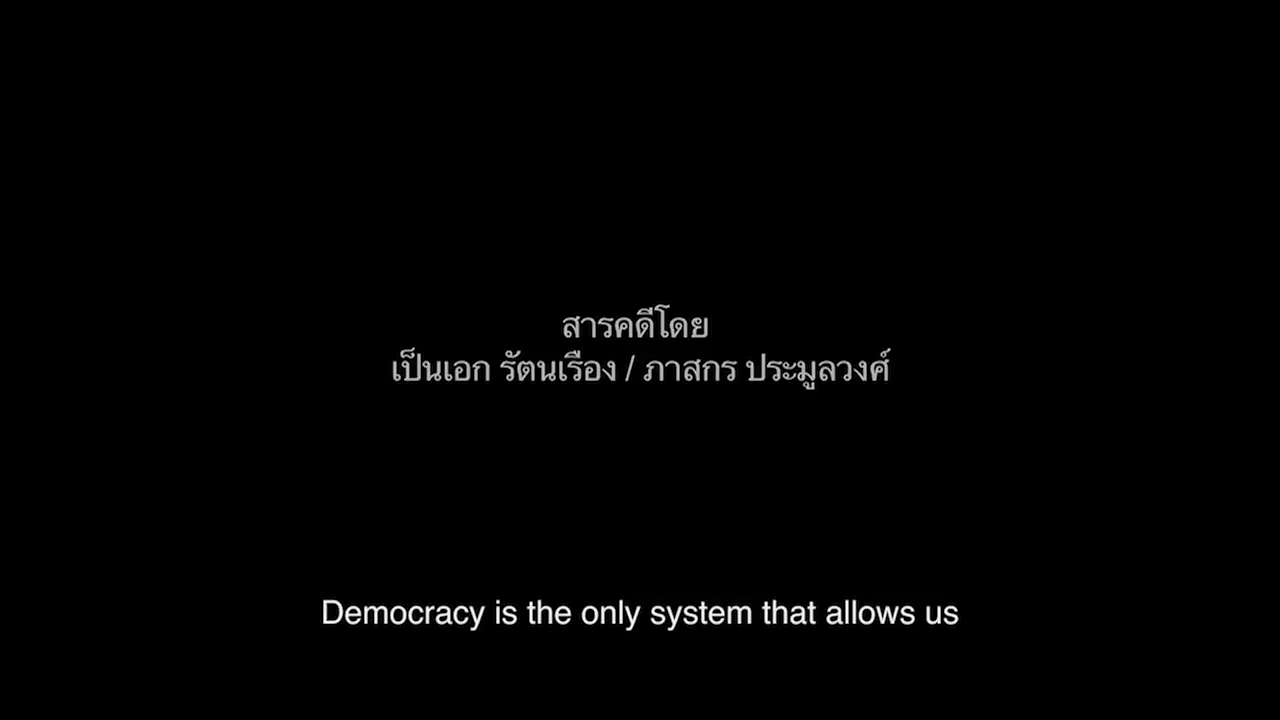 สารคดีโดย
เป็นเอก รัตนเรือง / ภาสกร ประมูลวงศ์
Democracy is the only system that allows us